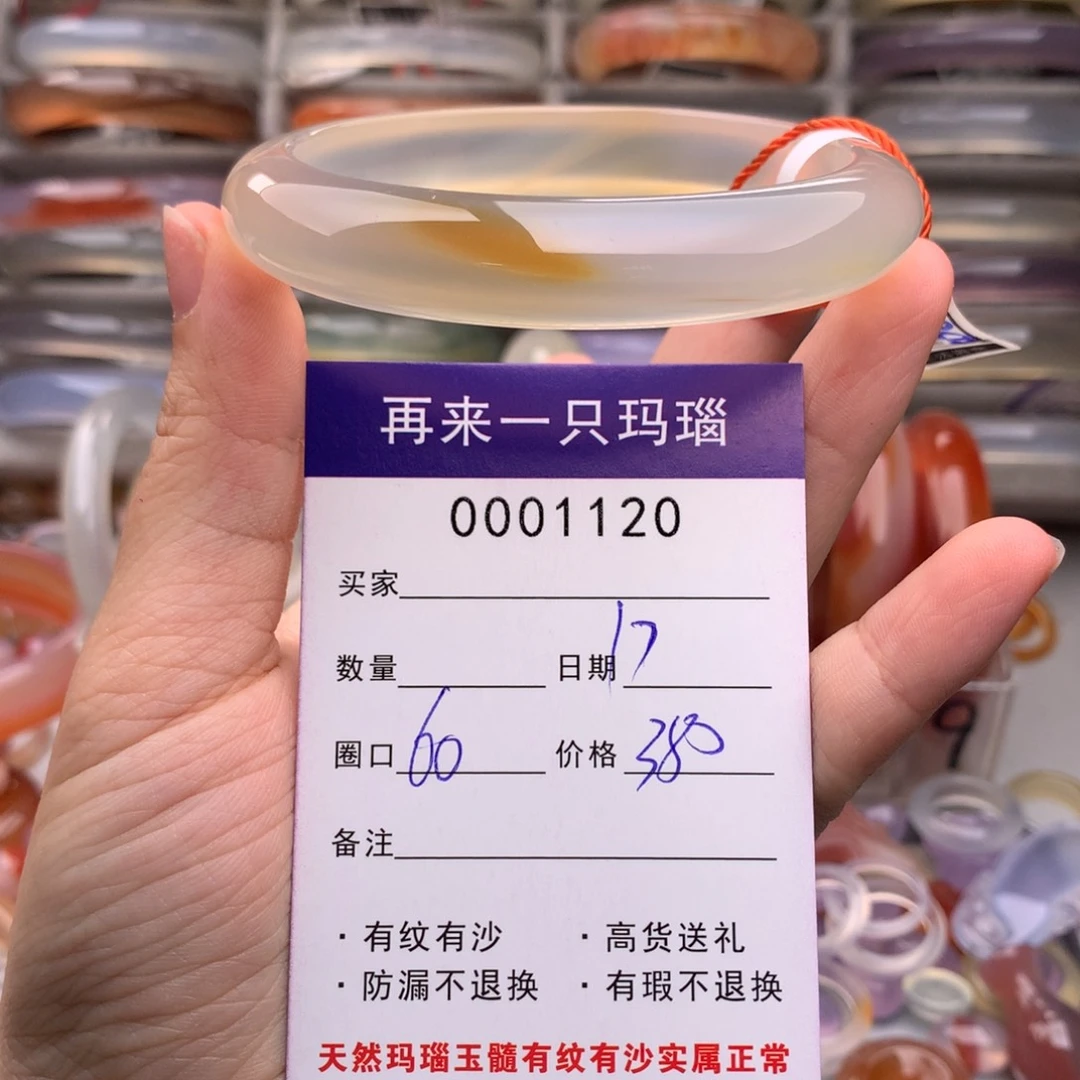 再来一只玛瑙
0001120
买家
数量 日期 17
圈口 60 价格 380
备注
·有纹有沙 ·高货送礼
·防漏不退换 ·有瑕不退换
天然玛瑙玉髓有纹有沙实属正常